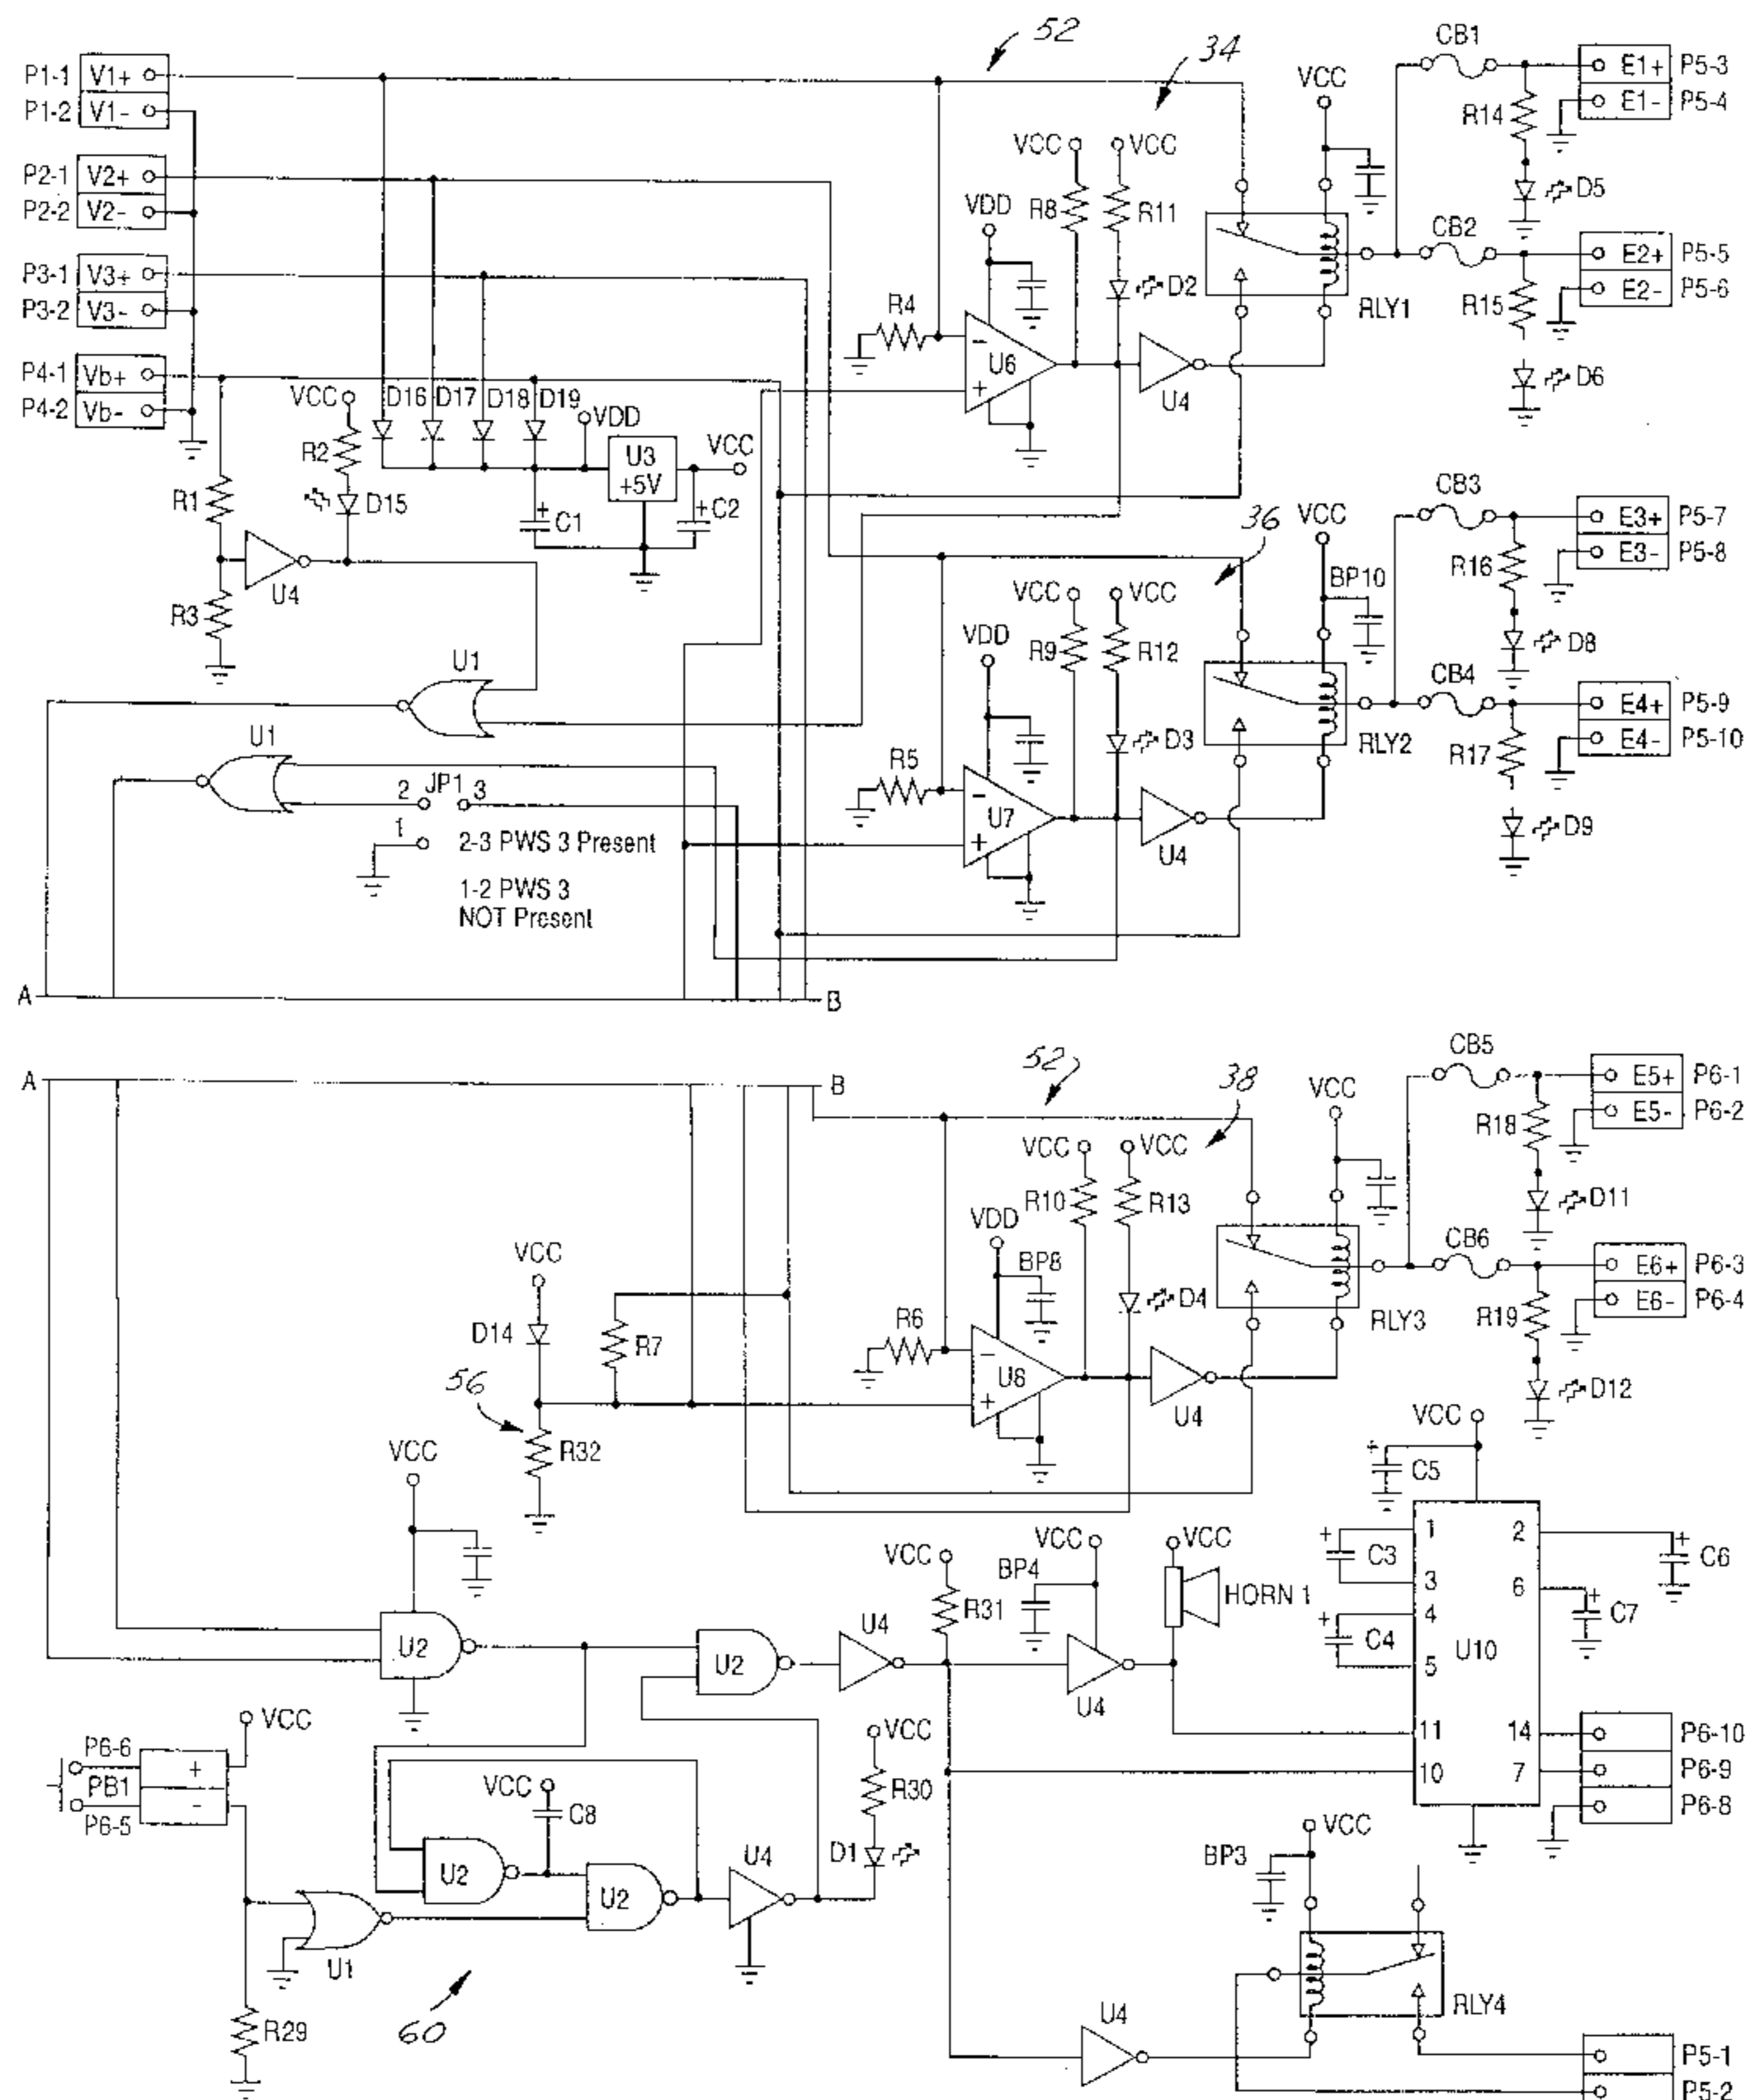 52
34
CB1
P1-1 V1+
P1-2 V1-
VCC
E1+ P5-3
E1- P5-4
R14
VCC
VCC
P2-1 V2+
P2-2 V2-
D5
VDD
R8
R11
CB2
E2+ P5-5
E2- P5-6
P3-1 V3+
P3-2 V3-
D2
R4
RLY1
R15
U6
-
+
U4
D6
P4-1 Vb+
P4-2 Vb-
VCC
D16
D17
D18
D19
VDD
R2
U3
+5V
VCC
R1
D15
+
C1
+
C2
CB3
36
VCC
E3+ P5-7
E3- P5-8
R16
U4
R3
BP10
VCC
VCC
D8
VDD
R9
R12
U1
CB4
E4+ P5-9
E4- P5-10
D3
RLY2
R17
U1
2 JP1 3
R5
-
U7
+
U4
D9
1
2-3 PWS 3 Present
1-2 PWS 3
NOT Present
A
B
A
B
52
38
CB5
VCC
E5+ P6-1
E5- P6-2
R18
VCC
VCC
D11
R10
R13
VDD
BP8
CB6
E6+ P6-3
E6- P6-4
VCC
D4
RLY3
R19
D14
R7
R6
-
U8
+
U4
D12
56
R32
VCC
VCC
+
C5
1
2
+
C6
+
C3
3
6
+
C7
+
C4
4
5
U10
VCC
BP4
VCC
VCC
R31
HORN 1
U4
U2
U2
U4
11
14
P6-10
10
7
P6-9
P6-8
VCC
P6-6
+
PB1
-
P6-5
VCC
C8
VCC
R30
D1
U4
U2
U2
U1
R29
60
VCC
BP3
RLY4
U4
P5-1
P5-2